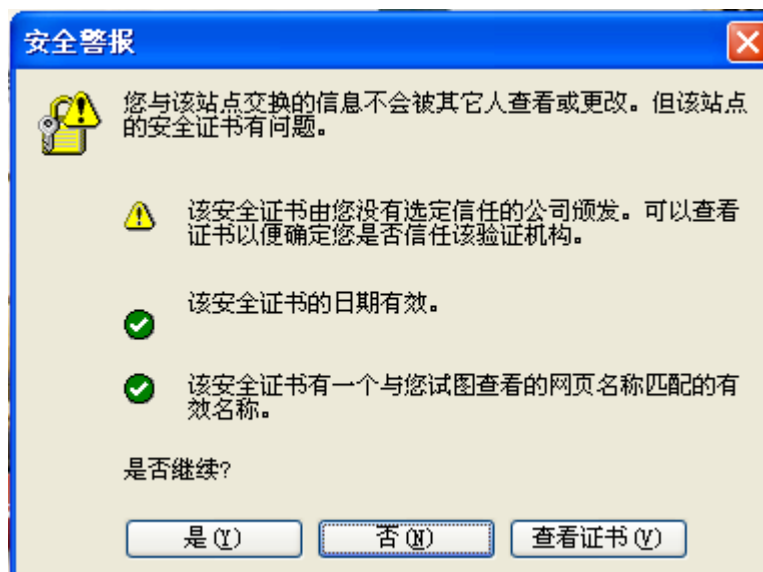 安全警报
您与该站点交换的信息不会被其它人查看或更改。但该站点
的安全证书有问题。
该安全证书由您没有选定信任的公司颁发。可以查看
证书以便确定您是否信任该验证机构。
该安全证书的日期有效。
该安全证书有一个与您试图查看的网页名称匹配的有
效名称。
是否继续?
是(Y)
否(N)
查看证书(V)